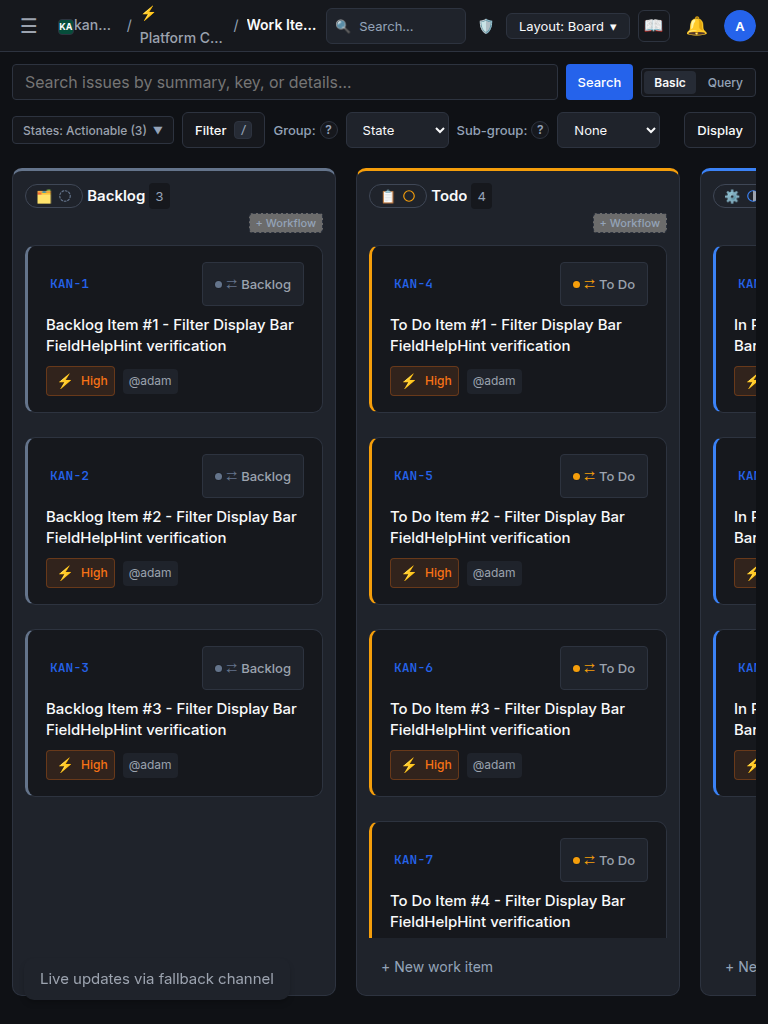 KA kan... / ⚡ Platform C... / Work Ite... Search... Layout: Board ▾ A
Search issues by summary, key, or details... Search Basic Query
States: Actionable (3) ▼ Filter / Group: ? State Sub-group: ? None Display
Backlog 3
+ Workflow
KAN-1 ⇄ Backlog
Backlog Item #1 - Filter Display Bar
FieldHelpHint verification
⚡ High @adam
KAN-2 ⇄ Backlog
Backlog Item #2 - Filter Display Bar
FieldHelpHint verification
⚡ High @adam
KAN-3 ⇄ Backlog
Backlog Item #3 - Filter Display Bar
FieldHelpHint verification
⚡ High @adam
Live updates via fallback channel
Todo 4
+ Workflow
KAN-4 ⇄ To Do
To Do Item #1 - Filter Display Bar
FieldHelpHint verification
⚡ High @adam
KAN-5 ⇄ To Do
To Do Item #2 - Filter Display Bar
FieldHelpHint verification
⚡ High @adam
KAN-6 ⇄ To Do
To Do Item #3 - Filter Display Bar
FieldHelpHint verification
⚡ High @adam
KAN-7 ⇄ To Do
To Do Item #4 - Filter Display Bar
FieldHelpHint verification
+ New work item
In
Bar
In
Bar
In
Bar